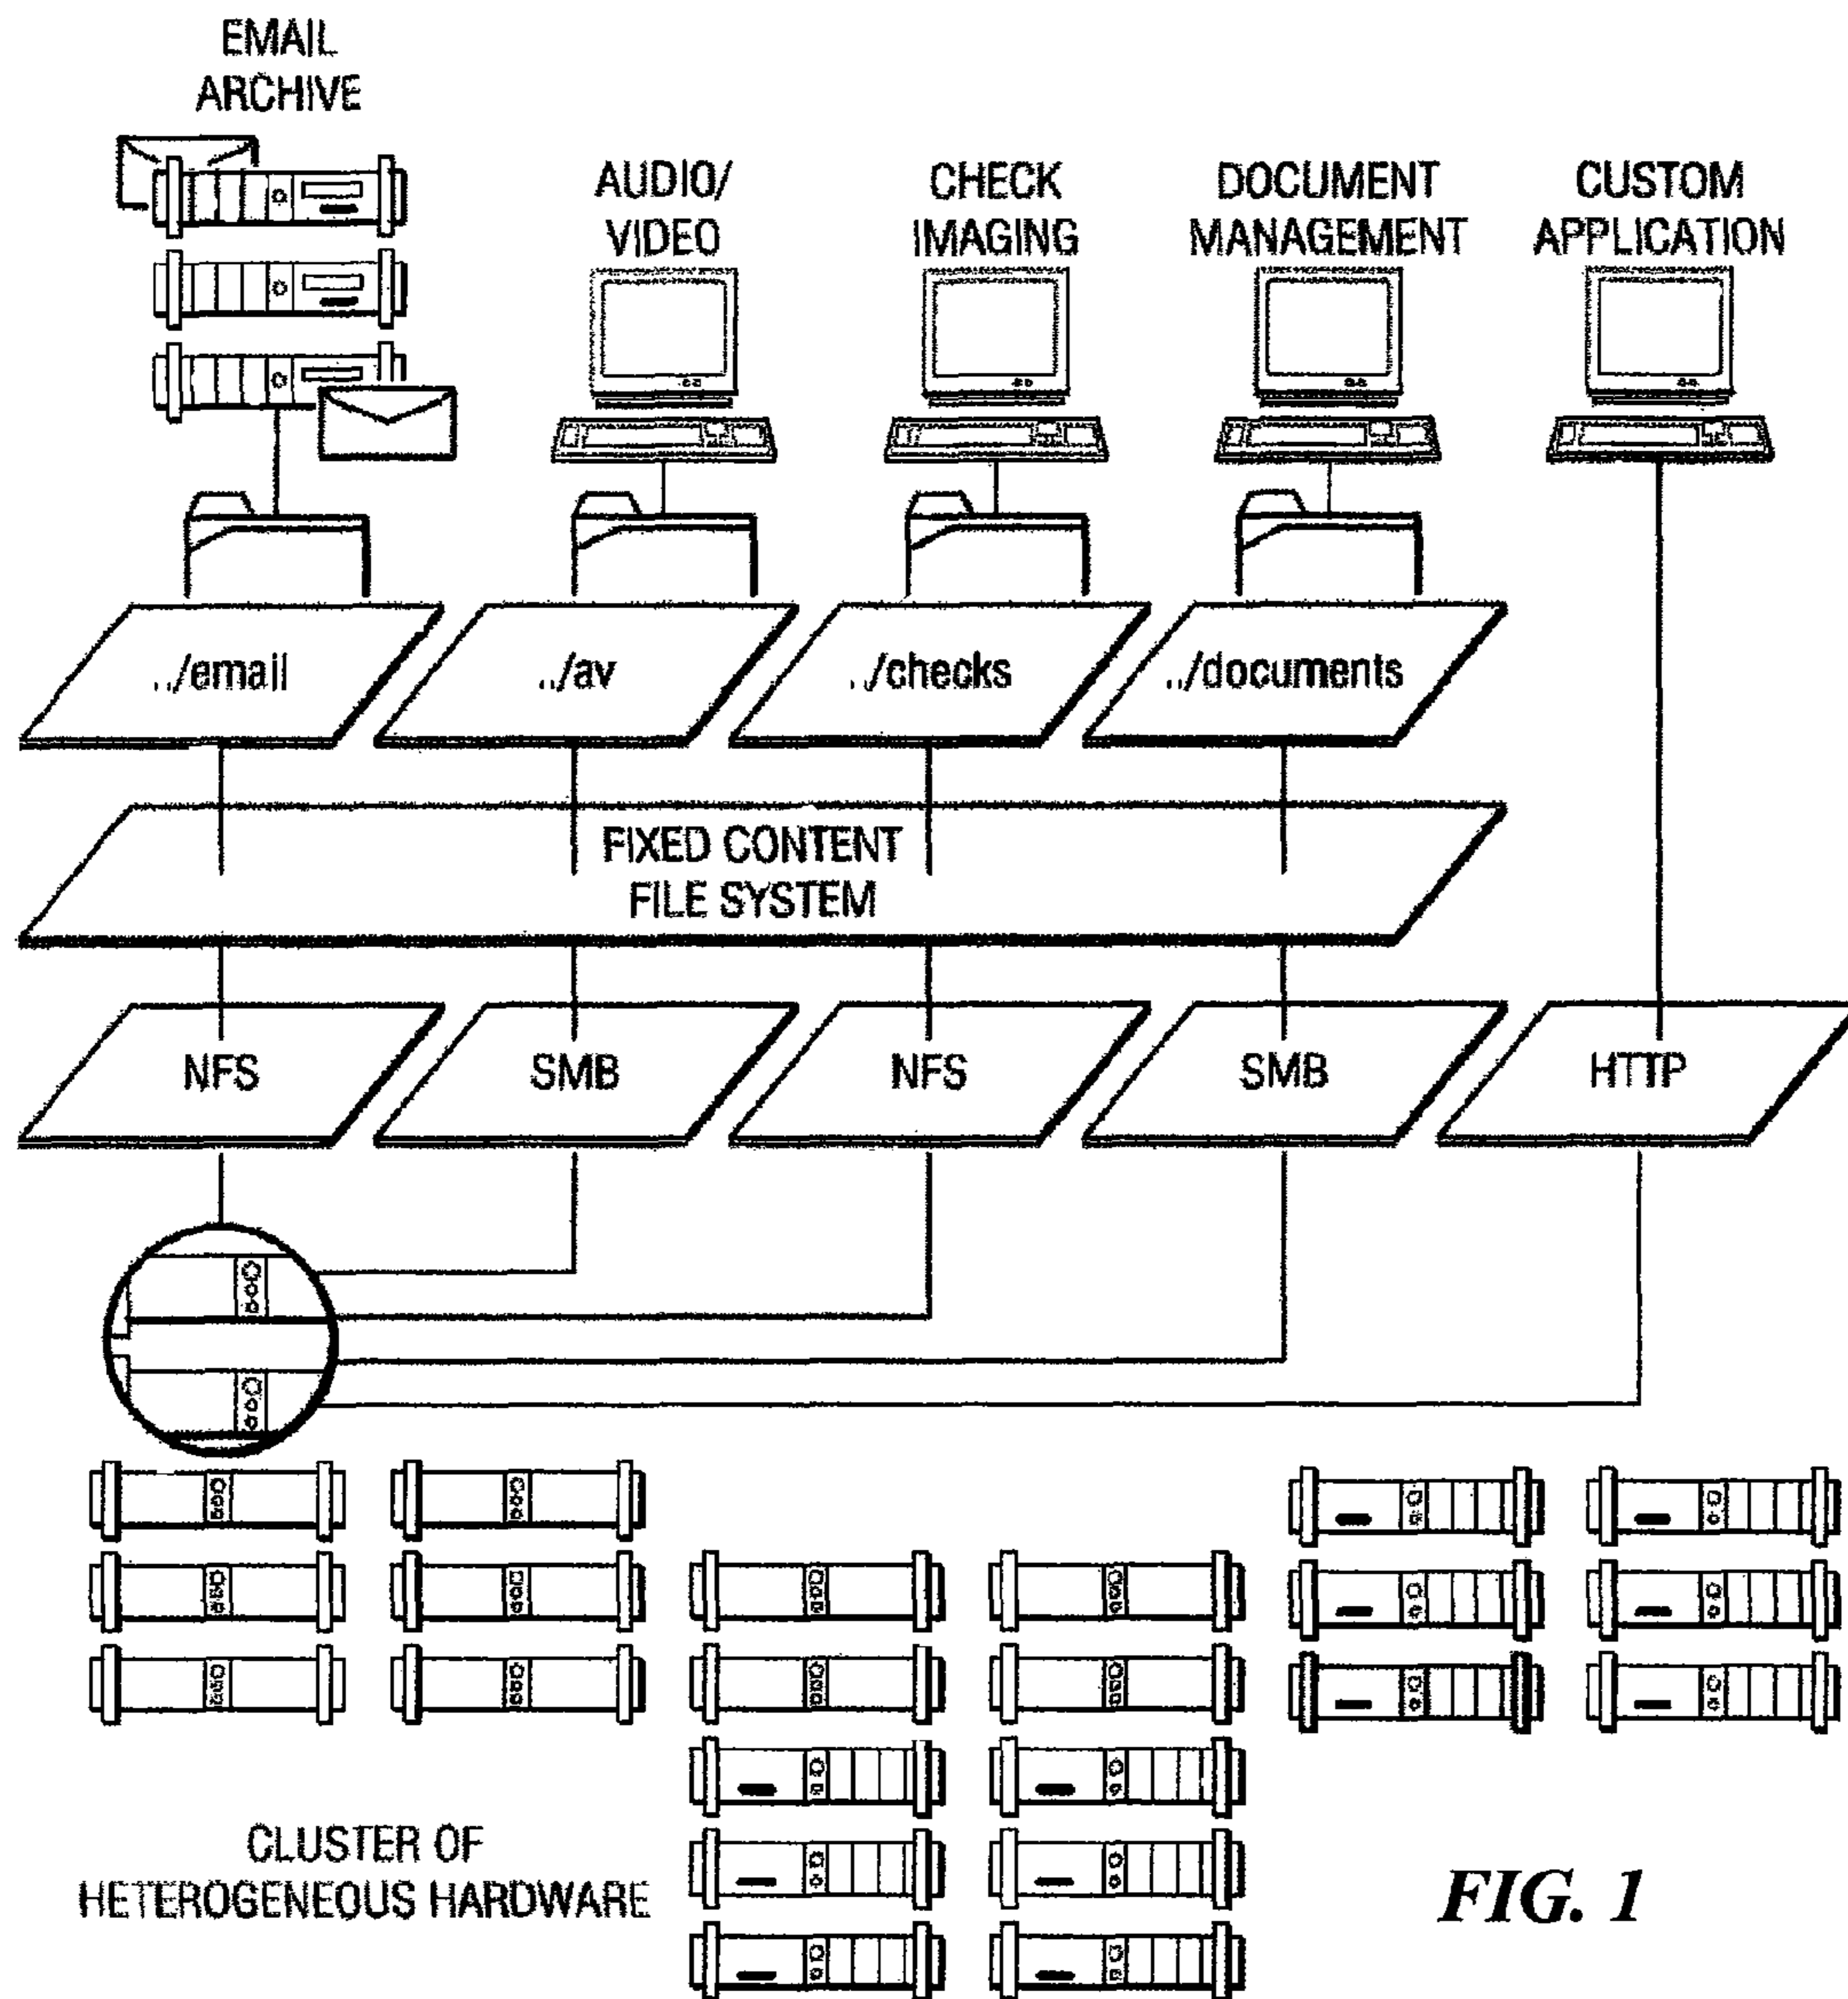 EMAIL
ARCHIVE
AUDIO/
VIDEO
CHECK
IMAGING
DOCUMENT
MANAGEMENT
CUSTOM
APPLICATION
../email
../av
../checks
../documents
FIXED CONTENT
FILE SYSTEM
NFS
SMB
NFS
SMB
HTTP
CLUSTER OF
HETEROGENEOUS HARDWARE
FIG. 1